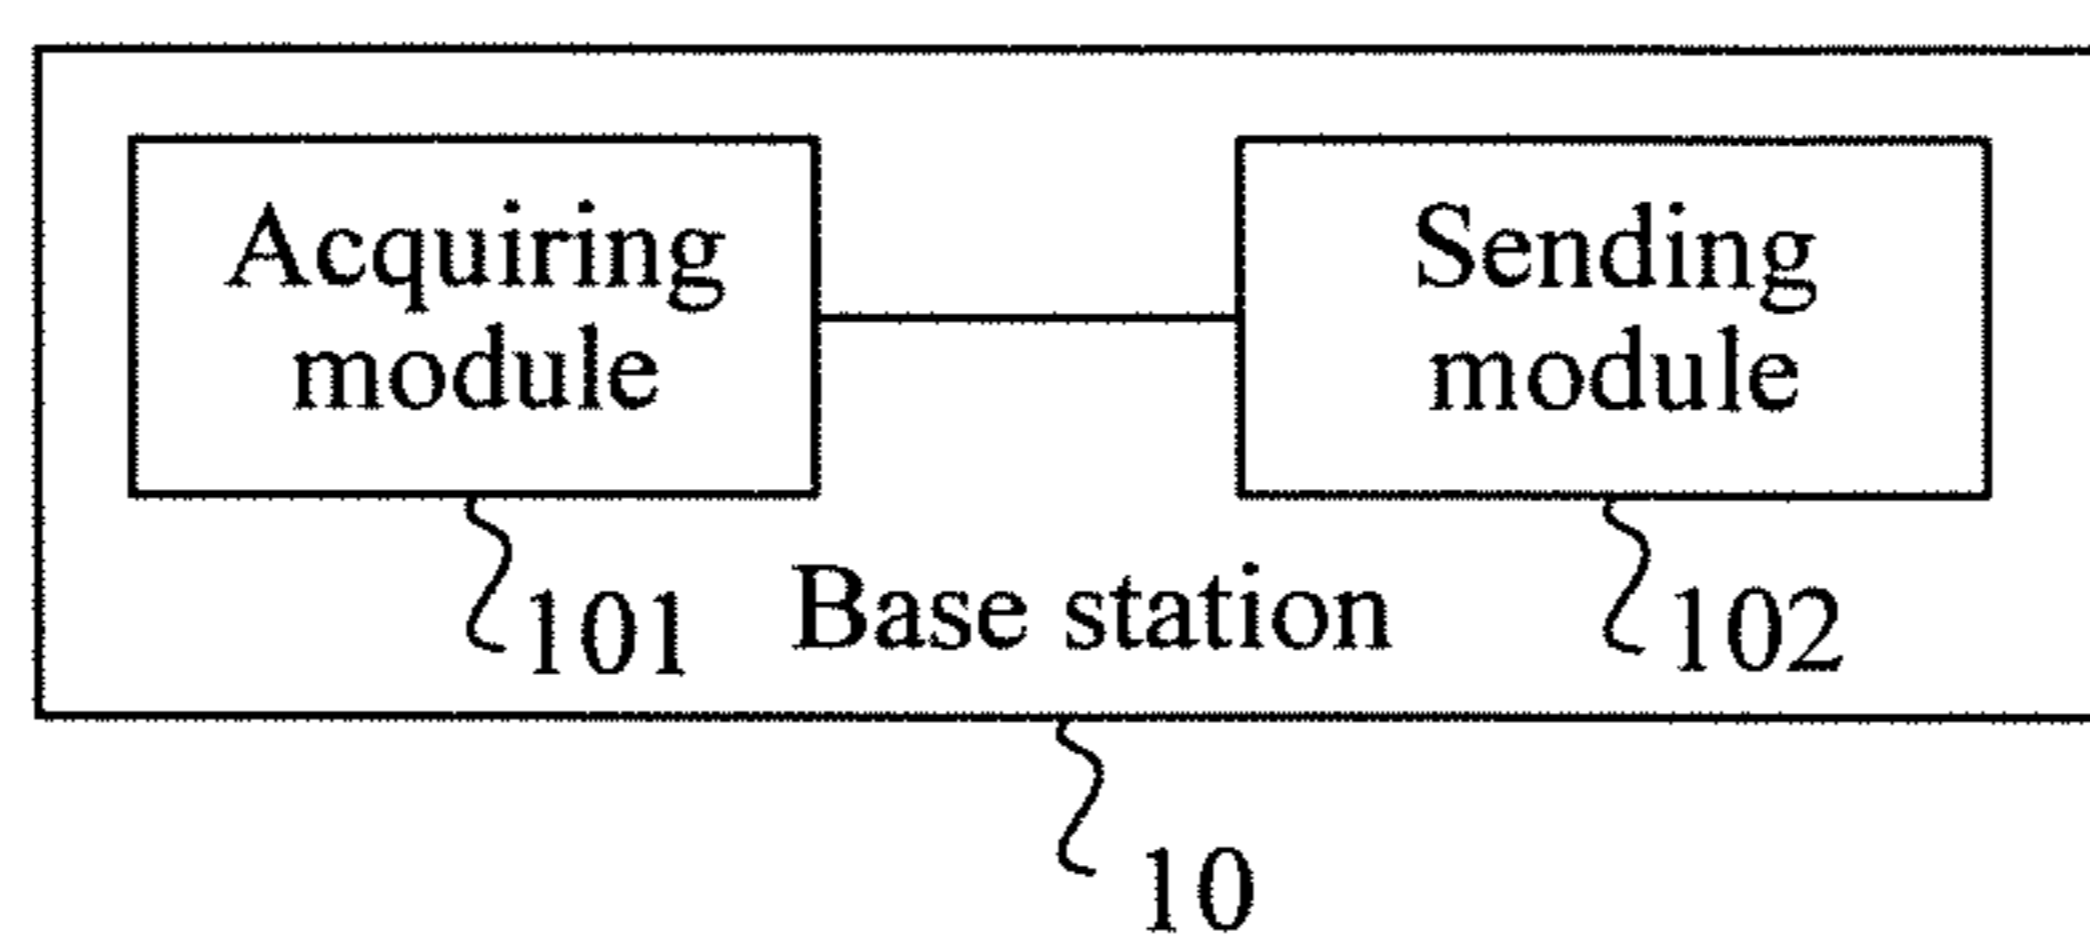 Acquiring
module
Sending
module
101
Base station
102
10